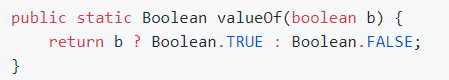 public static Boolean valueOf(boolean b) {
    return b ? Boolean.TRUE : Boolean.FALSE;
}